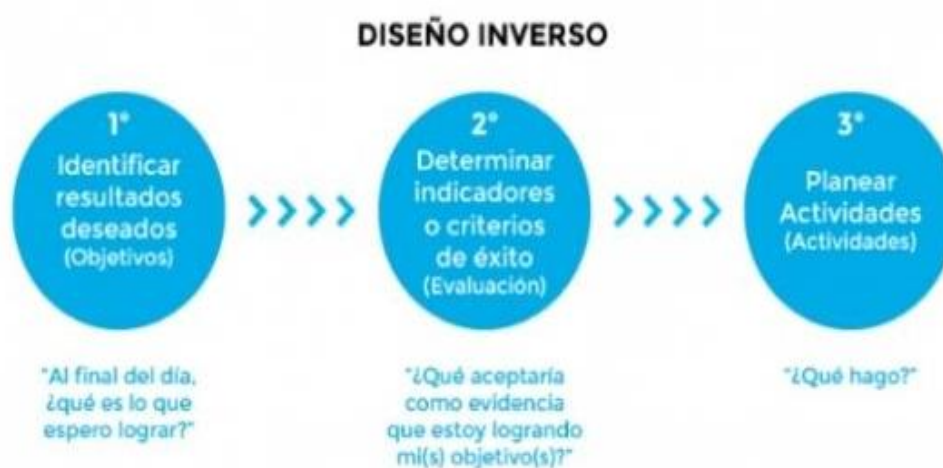 DISEÑO INVERSO
1°
Identificar
resultados
deseados
(Objetivos)
2°
Determinar
indicadores
o criterios
de éxito
(Evaluación)
3°
Planear
Actividades
(Actividades)
"Al final del día,
¿qué es lo que
espero lograr?"
"¿Qué aceptaría
como evidencia
que estoy logrando
mi(s) objetivo(s)?"
"¿Qué hago?"